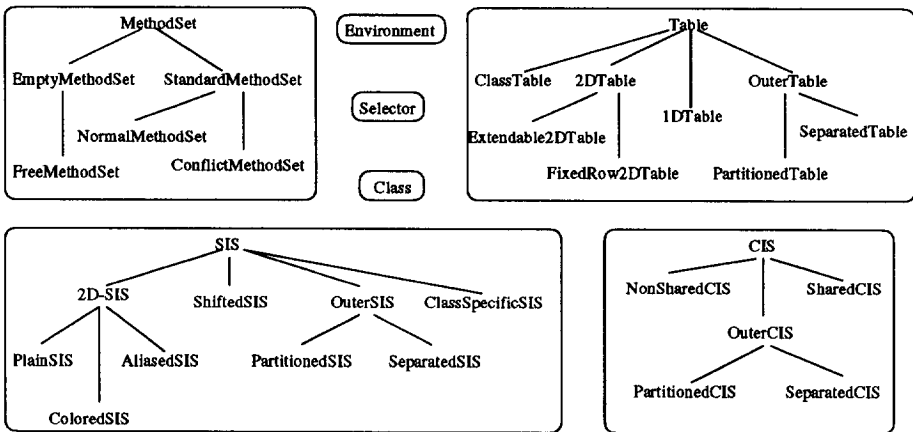 MethodSet
EmptyMethodSet StandardMethodSet
NormalMethodSet
FreeMethodSet ConflictMethodSet
Environment
Selector
Class
Table
ClassTable 2DTable OuterTable
1DTable
Extendable2DTable SeparatedTable
FixedRow2DTable PartitionedTable
SIS
2D-SIS ShiftedSIS OuterSIS ClassSpecificSIS
PlainSIS AliasedSIS PartitionedSIS SeparatedSIS
ColoredSIS
CIS
NonSharedCIS SharedCIS
OuterCIS
PartitionedCIS SeparatedCIS